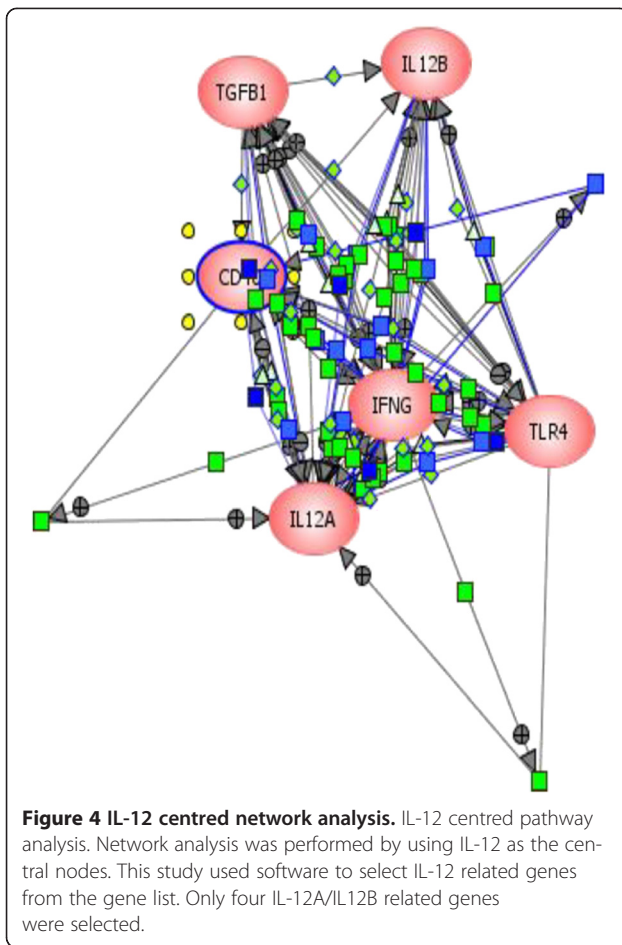 TGFB1
IL12B
IFNG
TLR4
IL12A
Figure 4 IL-12 centred network analysis. IL-12 centred pathway
analysis. Network analysis was performed by using IL-12 as the cen-
tral nodes. This study used software to select IL-12 related genes
from the gene list. Only four IL-12A/IL12B related genes
were selected.